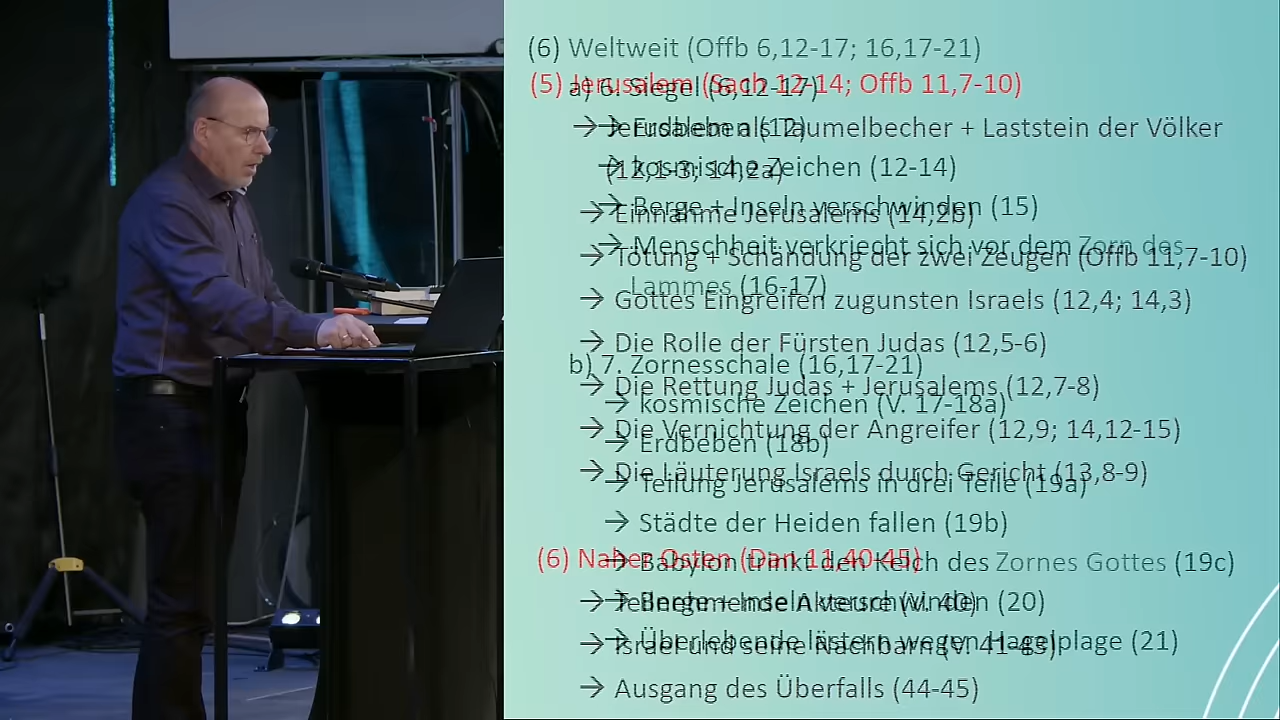 (6) Weltweit (Offb 6,12-17; 16,17-21)
(5) Jerusalem (Sach 12-14; Offb 11,7-10)
a) 6. Siegel (6,12-17)
→ Jerusalem als Taumelbecher + Laststein der Völker
→ Erdbeben (12)
→ kosmische Zeichen (12-14)
(12,1-3; 14,2a)
→ Berge + Inseln verschwinden (15)
→ Einnahme Jerusalems (14,2b)
→ Menschheit verkriecht sich vor dem Zorn des
→ Tötung + Schändung der zwei Zeugen (Offb 11,7-10)
Lammes (16-17)
→ Gottes Eingreifen zugunsten Israels (12,4; 14,3)
→ Die Rolle der Fürsten Judas (12,5-6)
b) 7. Zornesschale (16,17-21)
→ Die Rettung Judas + Jerusalems (12,7-8)
→ kosmische Zeichen (V. 17-18a)
→ Die Vernichtung der Angreifer (12,9; 14,12-15)
→ Erdbeben (18b)
→ Die Läuterung Israels durch Gericht (13,8-9)
→ Teilung Jerusalems in drei Teile (19a)
→ Städte der Heiden fallen (19b)
(6) Naher Osten (Dan 11,40-45)
→ Babylon trinkt den Kelch des Zornes Gottes (19c)
→ Teilnehmende Akteure (V. 40)
→ Berge + Inseln verschwinden (20)
→ Überlebende lästern wegen Hagelplage (21)
→ Israel und seine Nachbarn (V. 41-43)
→ Ausgang des Überfalls (44-45)